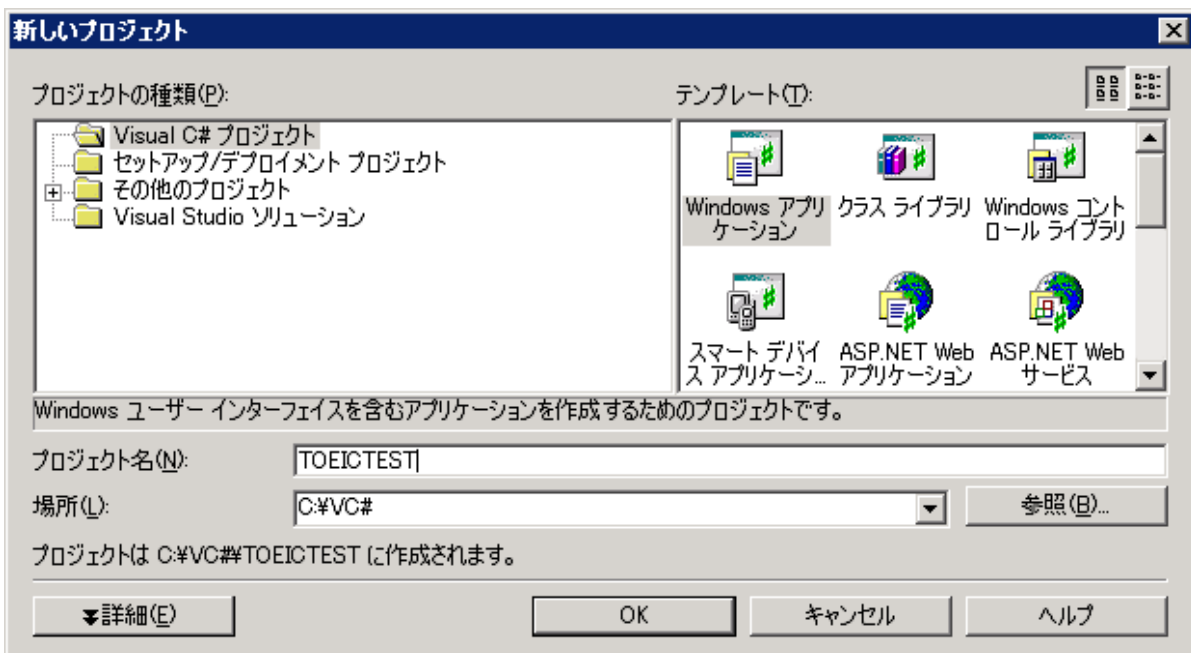 新しいプロジェクト
プロジェクトの種類(P):
テンプレート(T):
Visual C# プロジェクト
セットアップ/デプロイメント プロジェクト
その他のプロジェクト
Visual Studio ソリューション
Windows アプリ
ケーション
クラス ライブラリ
Windows コント
ロール ライブラリ
スマート デバイ
ス アプリケーシ...
ASP.NET Web
アプリケーション
ASP.NET Web
サービス
Windows ユーザー インターフェイスを含むアプリケーションを作成するためのプロジェクトです。
プロジェクト名(N):
TOEICTEST
場所(L):
C:¥VC#
参照(B)...
プロジェクトは C:¥VC#¥TOEICTEST に作成されます。
詳細(E)
OK
キャンセル
ヘルプ